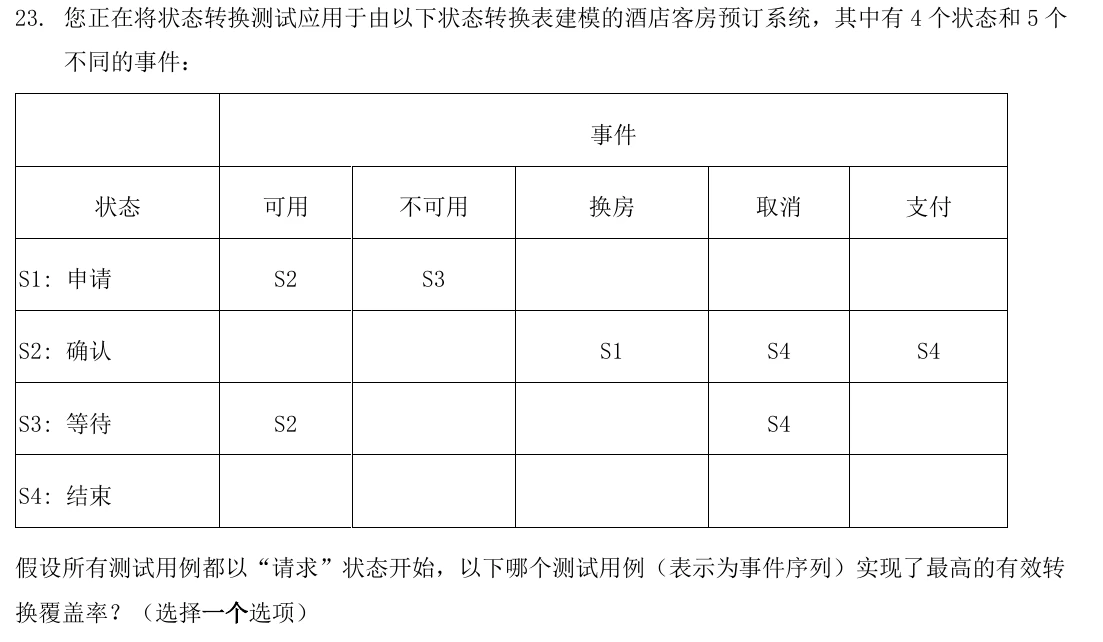 23. 您正在将状态转换测试应用于由以下状态转换表建模的酒店客房预订系统，其中有 4 个状态和 5 个
不同的事件：
事件
状态 可用 不可用 换房 取消 支付
S1: 申请 S2 S3
S2: 确认 S1 S4 S4
S3: 等待 S2 S4
S4: 结束
假设所有测试用例都以“请求”状态开始，以下哪个测试用例（表示为事件序列）实现了最高的有效转
换覆盖率？（选择一个选项）